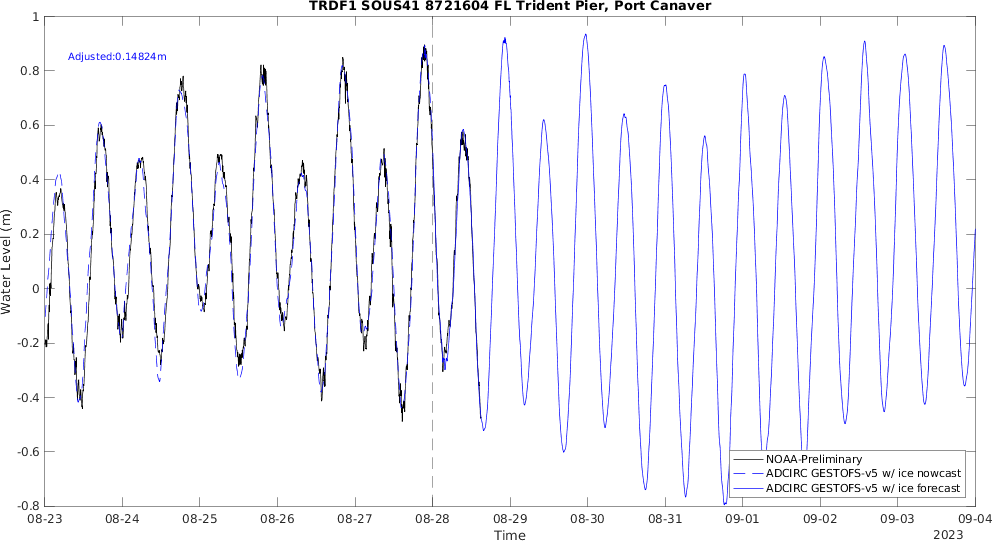 TRDF1 SOUS41 8721604 FL Trident Pier, Port Canaver
Adjusted:0.14824m
Water Level (m)
1
0.8
0.6
0.4
0.2
0
-0.2
-0.4
-0.6
-0.8
NOAA-Preliminary
ADCIRC GESTOFS-v5 w/ ice nowcast
ADCIRC GESTOFS-v5 w/ ice forecast
08-23 08-24 08-25 08-26 08-27 08-28 08-29 08-30 08-31 09-01 09-02 09-03 09-04
Time
2023